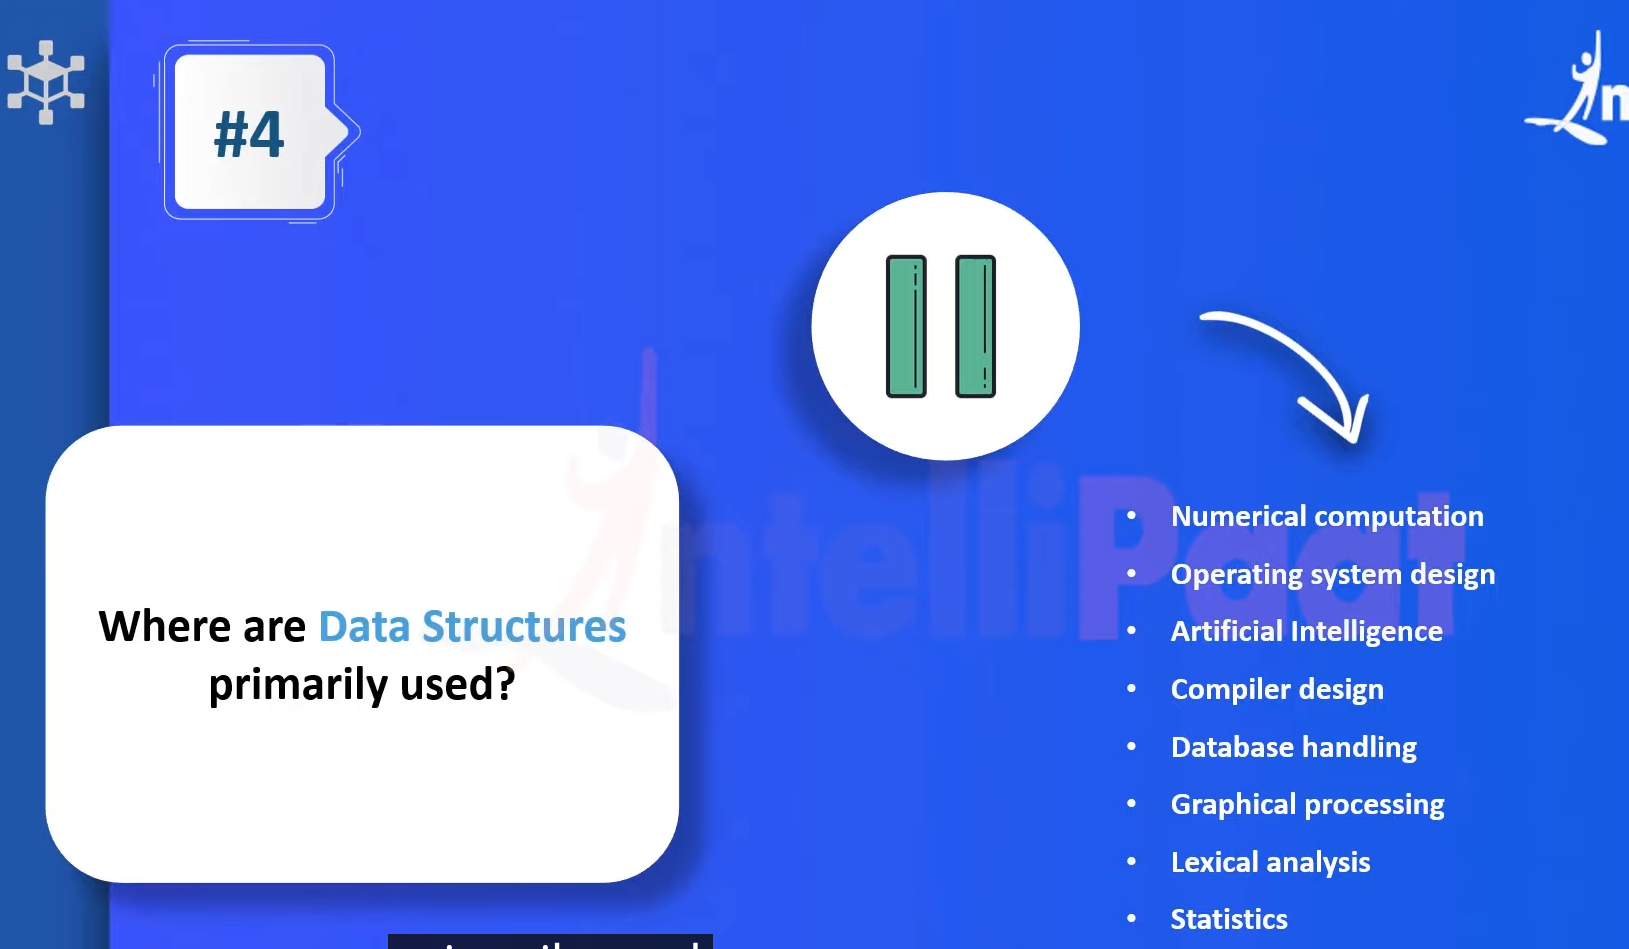 #4
Where are Data Structures
primarily used?
• Numerical computation
• Operating system design
• Artificial Intelligence
• Compiler design
• Database handling
• Graphical processing
• Lexical analysis
• Statistics
IntelliPaat